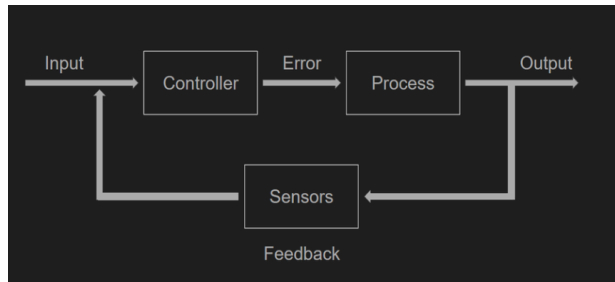 Input
Controller
Error
Process
Output
Sensors
Feedback